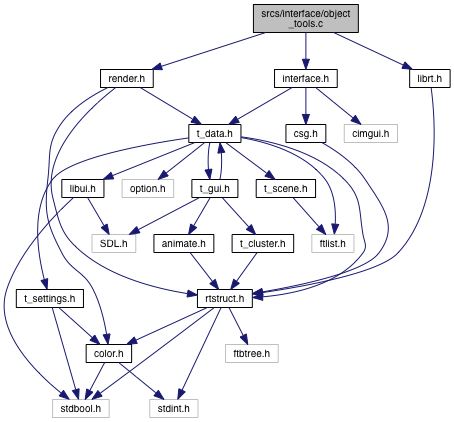 srcs/interface/object
_tools.c
render.h
interface.h
librt.h
t_data.h
csg.h
cimgui.h
libui.h
option.h
t_gui.h
t_scene.h
SDL.h
animate.h
t_cluster.h
ftlist.h
t_settings.h
rtstruct.h
color.h
ftbtree.h
stdbool.h
stdint.h